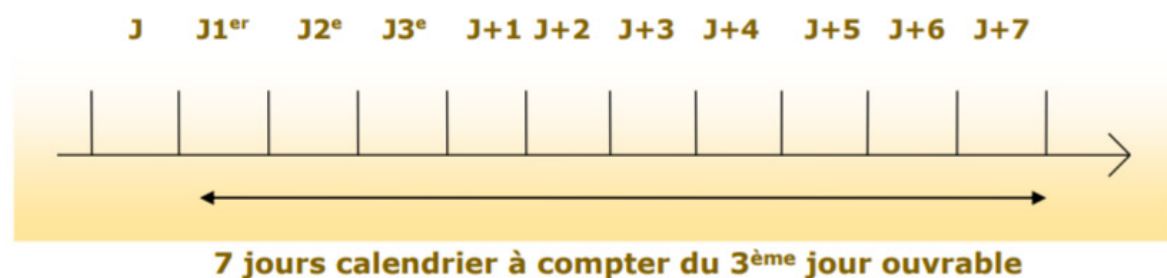 J J1er J2e J3e J+1 J+2 J+3 J+4 J+5 J+6 J+7
7 jours calendrier à compter du 3ème jour ouvrable